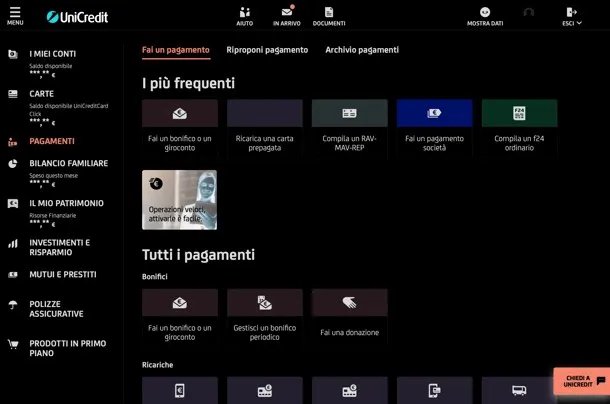 MENU
UniCredit
AIUTO
IN ARRIVO
DOCUMENTI
MOSTRA DATI
ESCI
I MIEI CONTI
Saldo disponibile
***,** €
CARTE
Saldo disponibile UniCreditCard
Click
***,** €
PAGAMENTI
BILANCIO FAMILIARE
Speso questo mese
***,** €
IL MIO PATRIMONIO
Risorse Finanziarie
***,** €
INVESTIMENTI E
RISPARMIO
MUTUI E PRESTITI
POLIZZE
ASSICURATIVE
PRODOTTI IN PRIMO
PIANO
Fai un pagamento
Riproponi pagamento
Archivio pagamenti
I più frequenti
Fai un bonifico o un
giroconto
Ricarica una carta
prepagata
Compila un RAV-
MAV-REP
Fai un pagamento
società
F24
Compila un f24
ordinario
Operazioni veloci,
attivarle è facile.
Tutti i pagamenti
Bonifici
Fai un bonifico o un
giroconto
Gestisci un bonifico
periodico
Fai una donazione
Ricariche
CHIEDI A
UNICREDIT